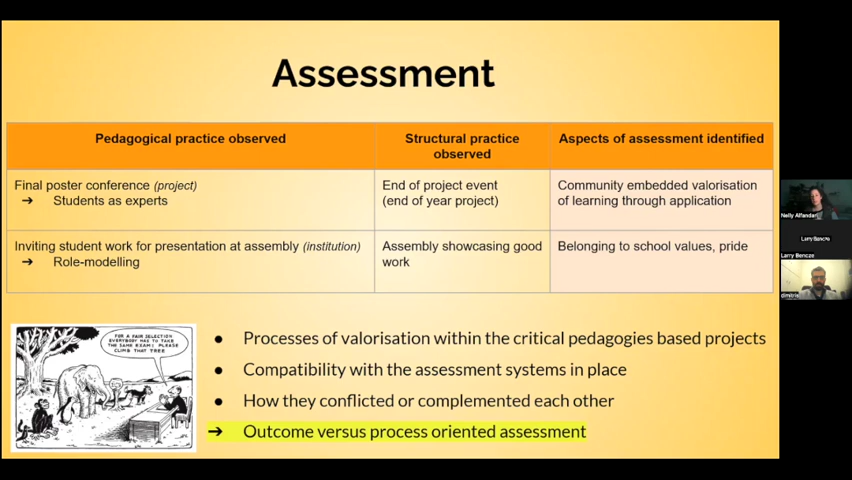 Assessment
Pedagogical practice observed
Structural practice
observed
Aspects of assessment identified
Final poster conference (project)
➔ Students as experts
End of project event
(end of year project)
Community embedded valorisation
of learning through application
Inviting student work for presentation at assembly (institution)
➔ Role-modelling
Assembly showcasing good
work
Belonging to school values, pride
FOR A FAIR SELECTION
EVERYBODY HAS TO TAKE
THE SAME EXAM: PLEASE
CLIMB THAT TREE
● Processes of valorisation within the critical pedagogies based projects
● Compatibility with the assessment systems in place
● How they conflicted or complemented each other
➔ Outcome versus process oriented assessment
Nelly Alfandari
Larry Bencze
Larry Bencze
dimitris